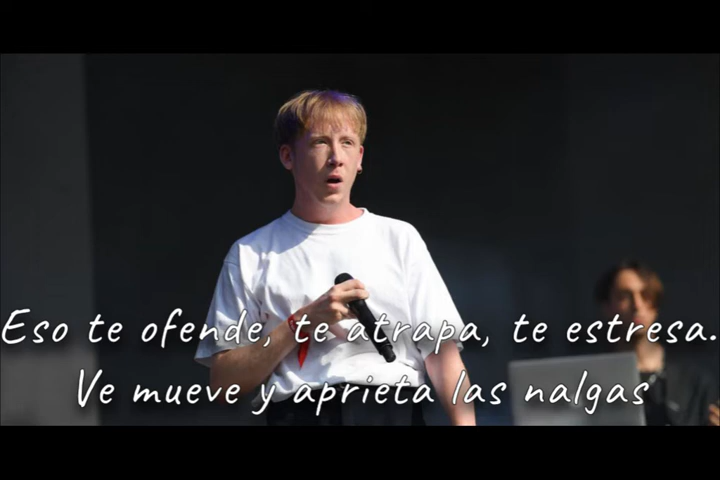 Eso te ofende, te atrapa, te estresa.
Ve mueve y aprieta las nalgas